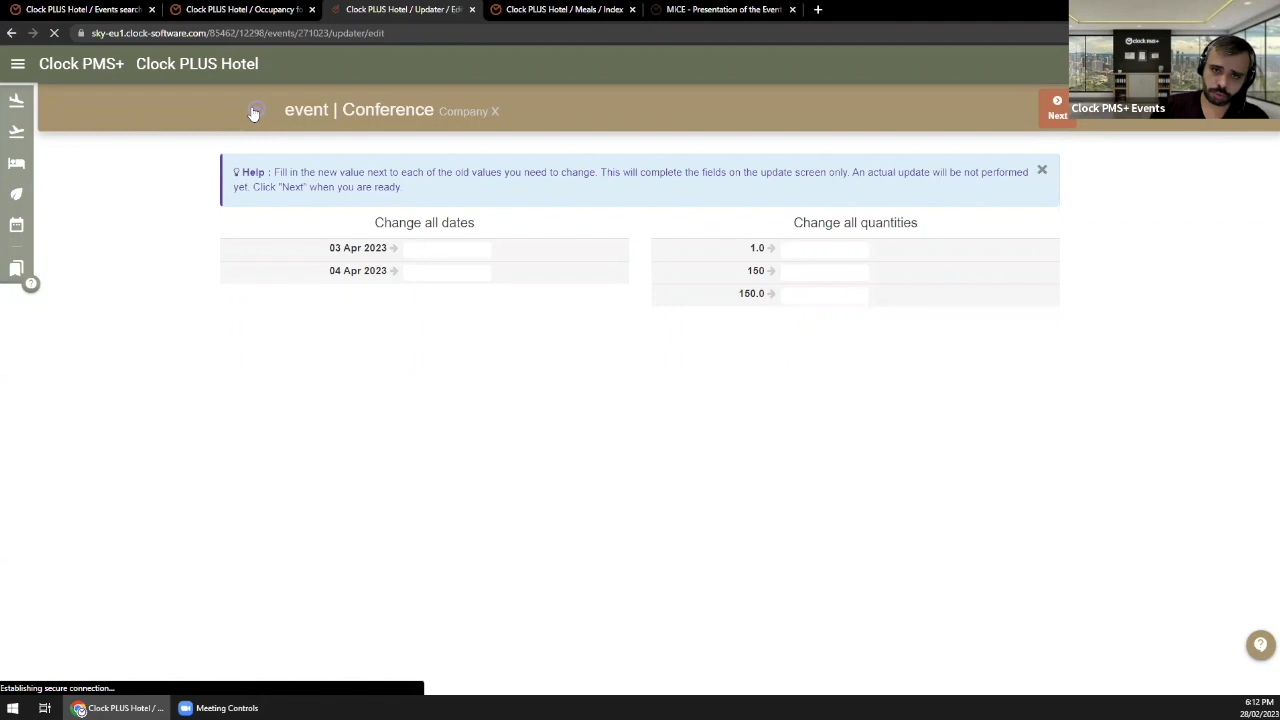 Clock PLUS Hotel / Events search
Clock PLUS Hotel / Occupancy fo
Clock PLUS Hotel / Updater / Edi
Clock PLUS Hotel / Meals / Index
MICE - Presentation of the Event
sky-eu1.clock-software.com/85462/12298/events/271023/updater/edit
Clock PMS+ Clock PLUS Hotel
clock pms+
event | Conference Company X
Next
Clock PMS+ Events
Help : Fill in the new value next to each of the old values you need to change. This will complete the fields on the update screen only. An actual update will be not performed
yet. Click "Next" when you are ready.
Change all dates
03 Apr 2023
04 Apr 2023
Change all quantities
1.0
150
150.0
Establishing secure connection...
Clock PLUS Hotel / ...
Meeting Controls
6:12 PM
28/02/2023